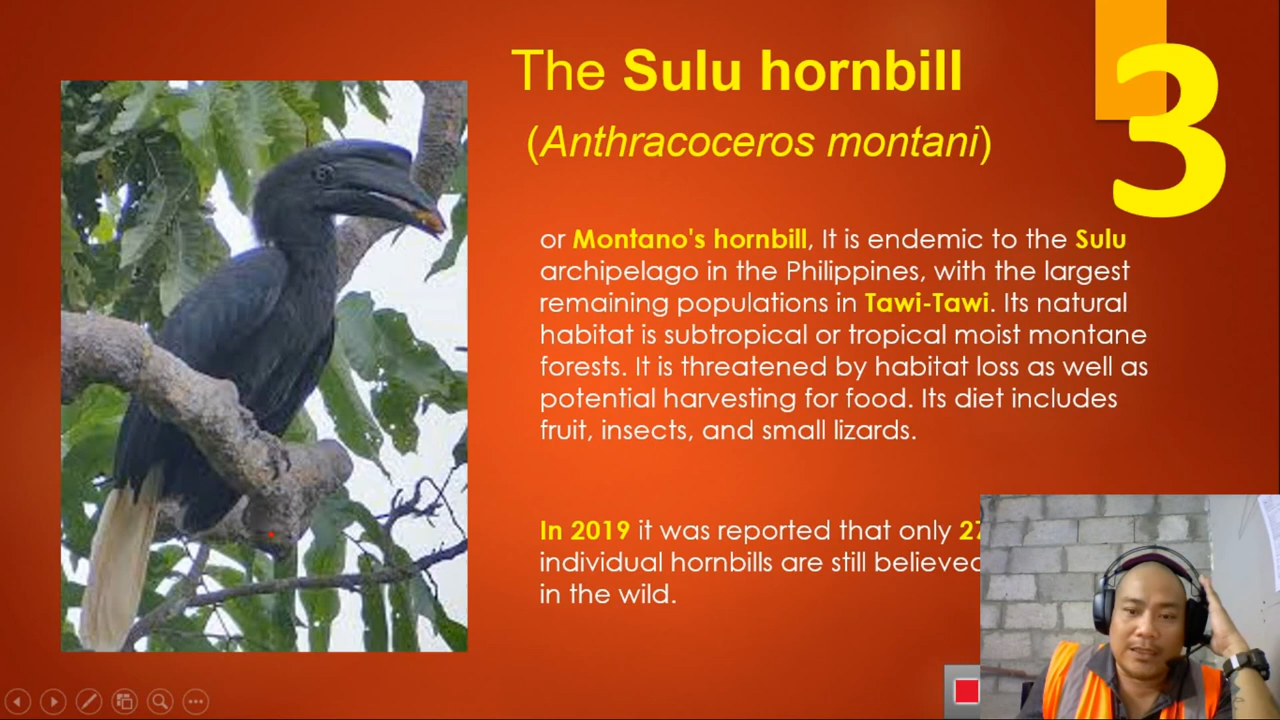 The Sulu hornbill
3
(Anthracoceros montani)
or Montano's hornbill, It is endemic to the Sulu
archipelago in the Philippines, with the largest
remaining populations in Tawi-Tawi. Its natural
habitat is subtropical or tropical moist montane
forests. It is threatened by habitat loss as well as
potential harvesting for food. Its diet includes
fruit, insects, and small lizards.
In 2019 it was reported that only 27
individual hornbills are still believed
in the wild.